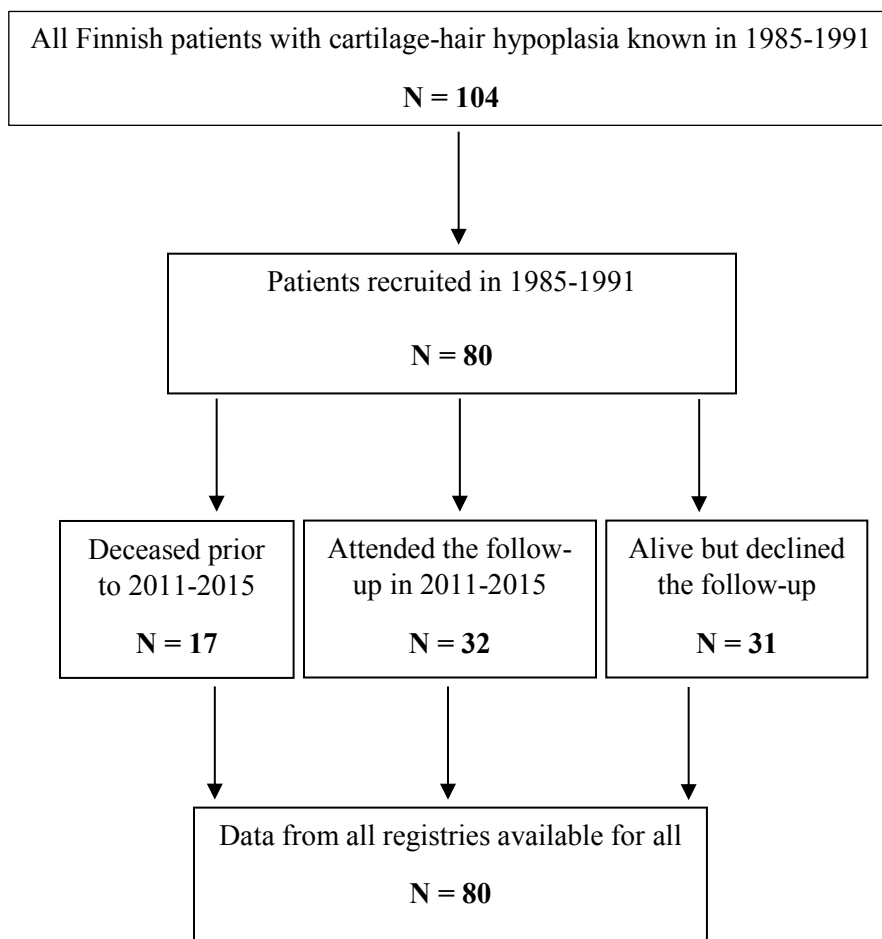 All Finnish patients with cartilage-hair hypoplasia known in 1985-1991
N = 104
Patients recruited in 1985-1991
N = 80
Deceased prior
to 2011-2015
N = 17
Attended the follow-
up in 2011-2015
N = 32
Alive but declined
the follow-up
N = 31
Data from all registries available for all
N = 80